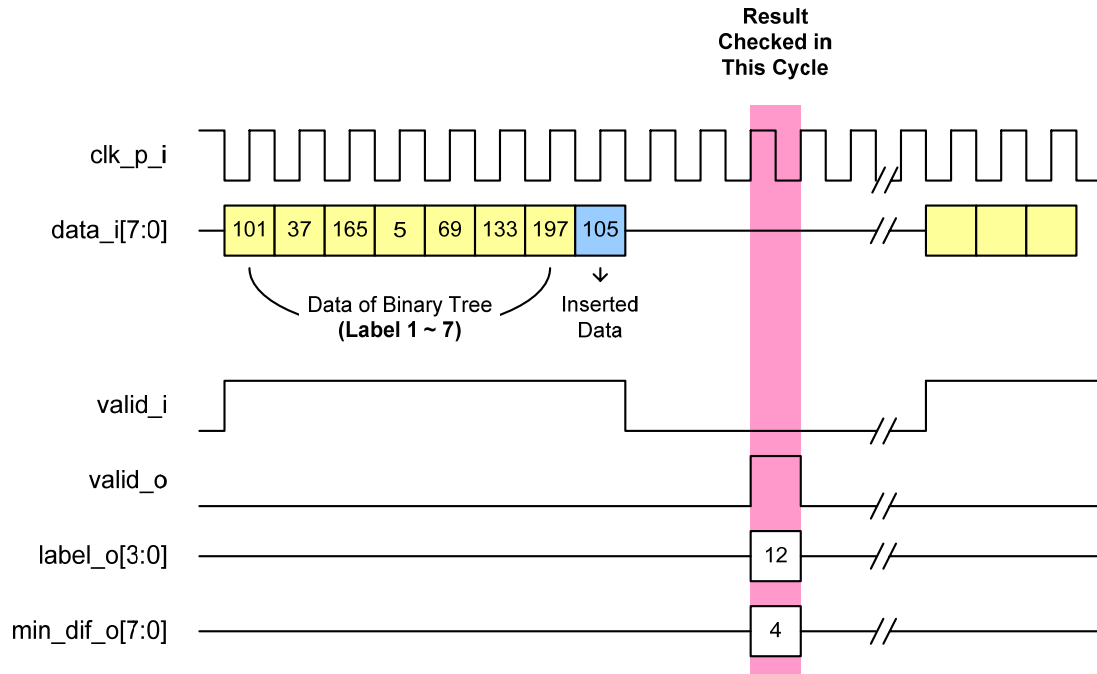 Result
Checked in
This Cycle
clk_p_i
data_i[7:0]
101 37 165 5 69 133 197 105
Data of Binary Tree
(Label 1 ~ 7)
Inserted
Data
valid_i
valid_o
label_o[3:0]
12
min_dif_o[7:0]
4